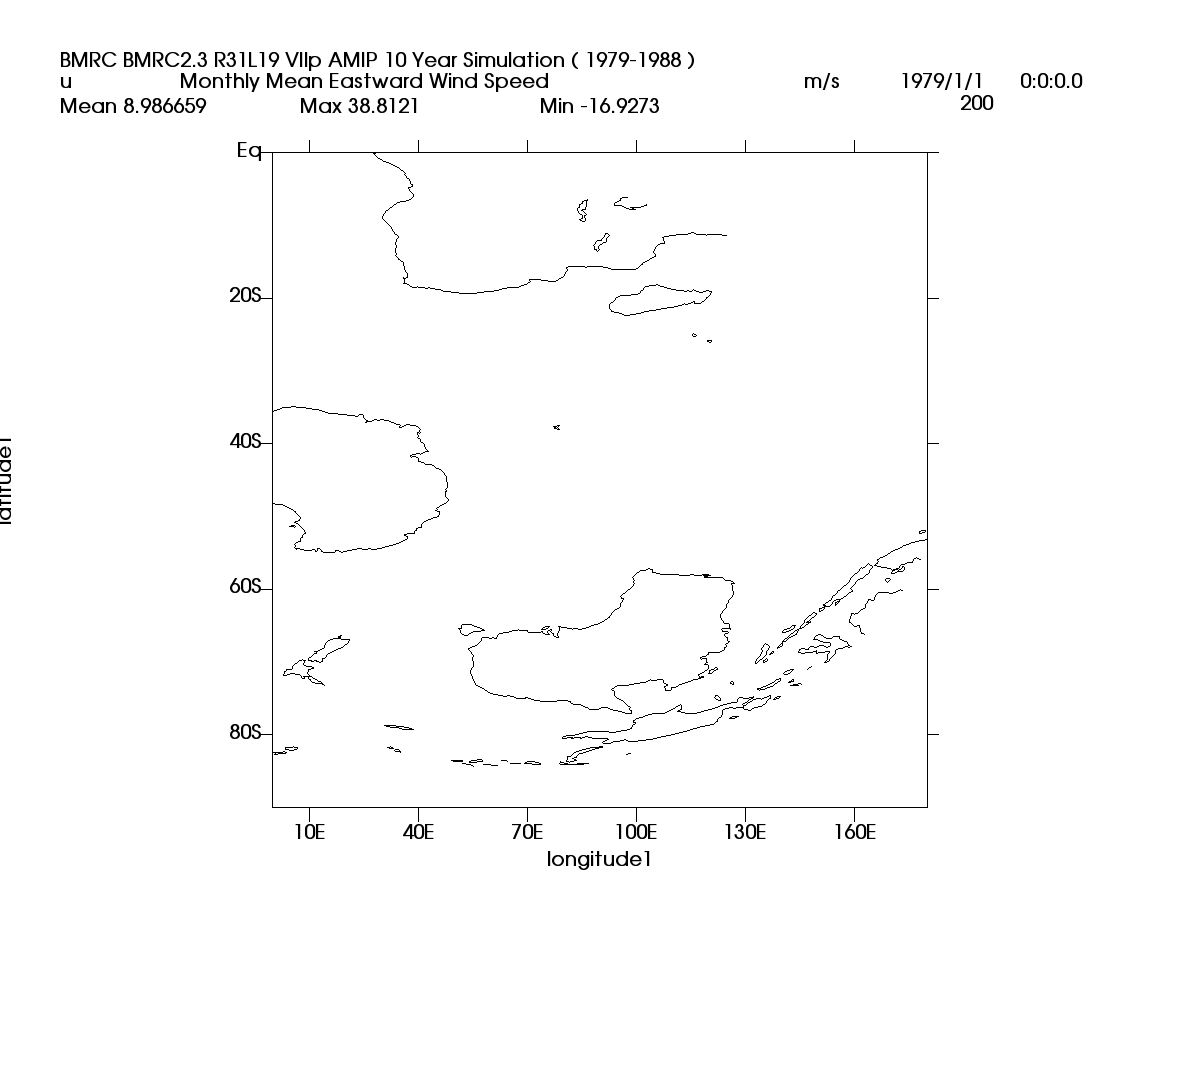 BMRC BMRC2.3 R31L19 VIIp AMIP 10 Year Simulation ( 1979-1988 )
u Monthly Mean Eastward Wind Speed m/s 1979/1/1 0:0:0.0
Mean 8.986659 Max 38.8121 Min -16.9273 200
Eq
20S
40S
latitude1
60S
80S
10E 40E 70E 100E 130E 160E
longitude1